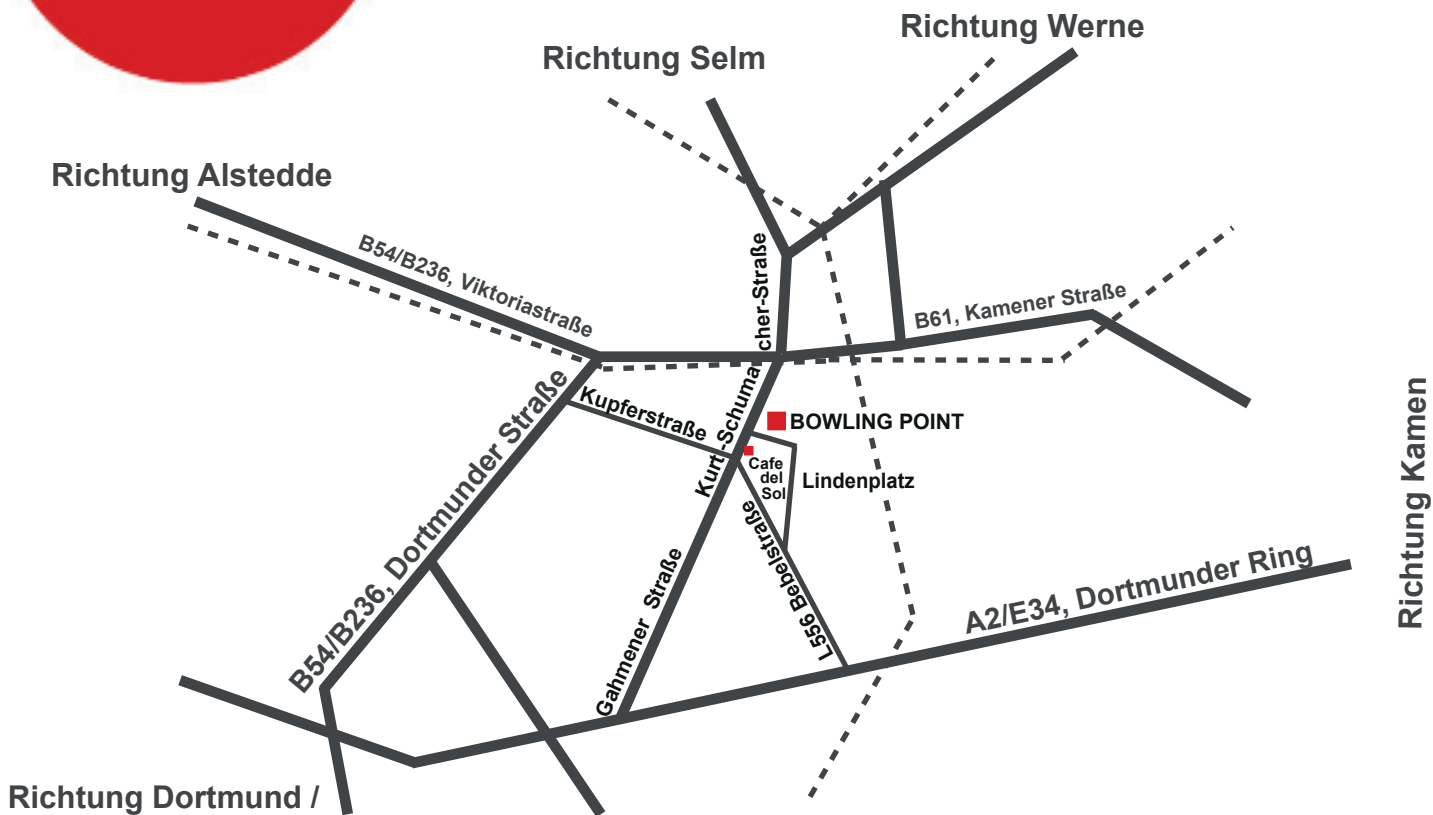 Richtung Werne
Richtung Selm
Richtung Alstedde
B54/B236, Viktoriastraße
B61, Kamener Straße
Kurt-Schumacher-Straße
Kupferstraße
BOWLING POINT
Cafe
del
Sol
Lindenplatz
B54/B236, Dortmunder Straße
Gahmener Straße
L556 Bebelstraße
A2/E34, Dortmunder Ring
Richtung Kamen
Richtung Dortmund /